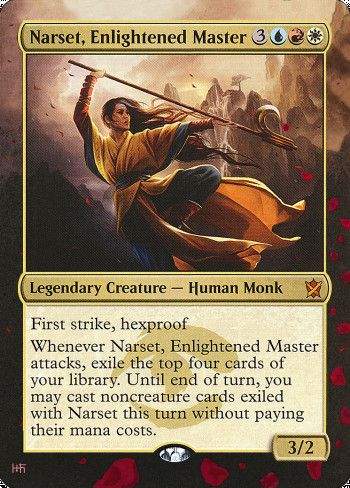 Narset, Enlightened Master 3
Legendary Creature — Human Monk
First strike, hexproof
Whenever Narset, Enlightened Master
attacks, exile the top four cards of
your library. Until end of turn, you
may cast noncreature cards exiled
with Narset this turn without paying
their mana costs.
3/2